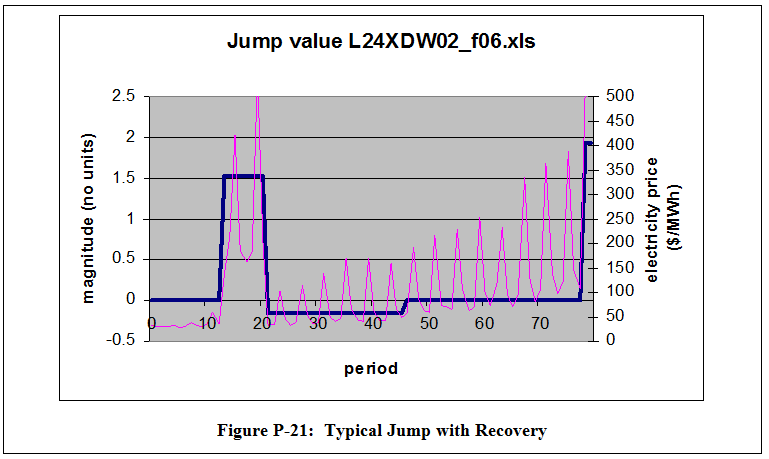 Jump value L24XDW02_f06.xls
magnitude (no units)
2.5
2
1.5
1
0.5
0
-0.5
0 10 20 30 40 50 60 70
period
500
450
400
350
300
250
200
150
100
50
0
electricity price
($/MWh)
Figure P-21: Typical Jump with Recovery